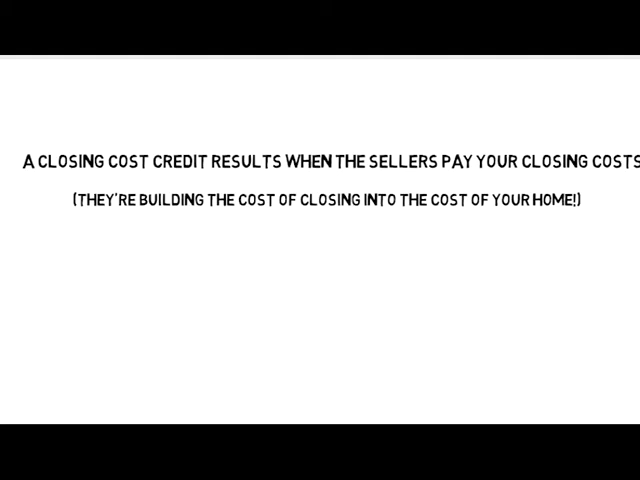 A CLOSING COST CREDIT RESULTS WHEN THE SELLERS PAY YOUR CLOSING COSTS
(THEY'RE BUILDING THE COST OF CLOSING INTO THE COST OF YOUR HOME!)